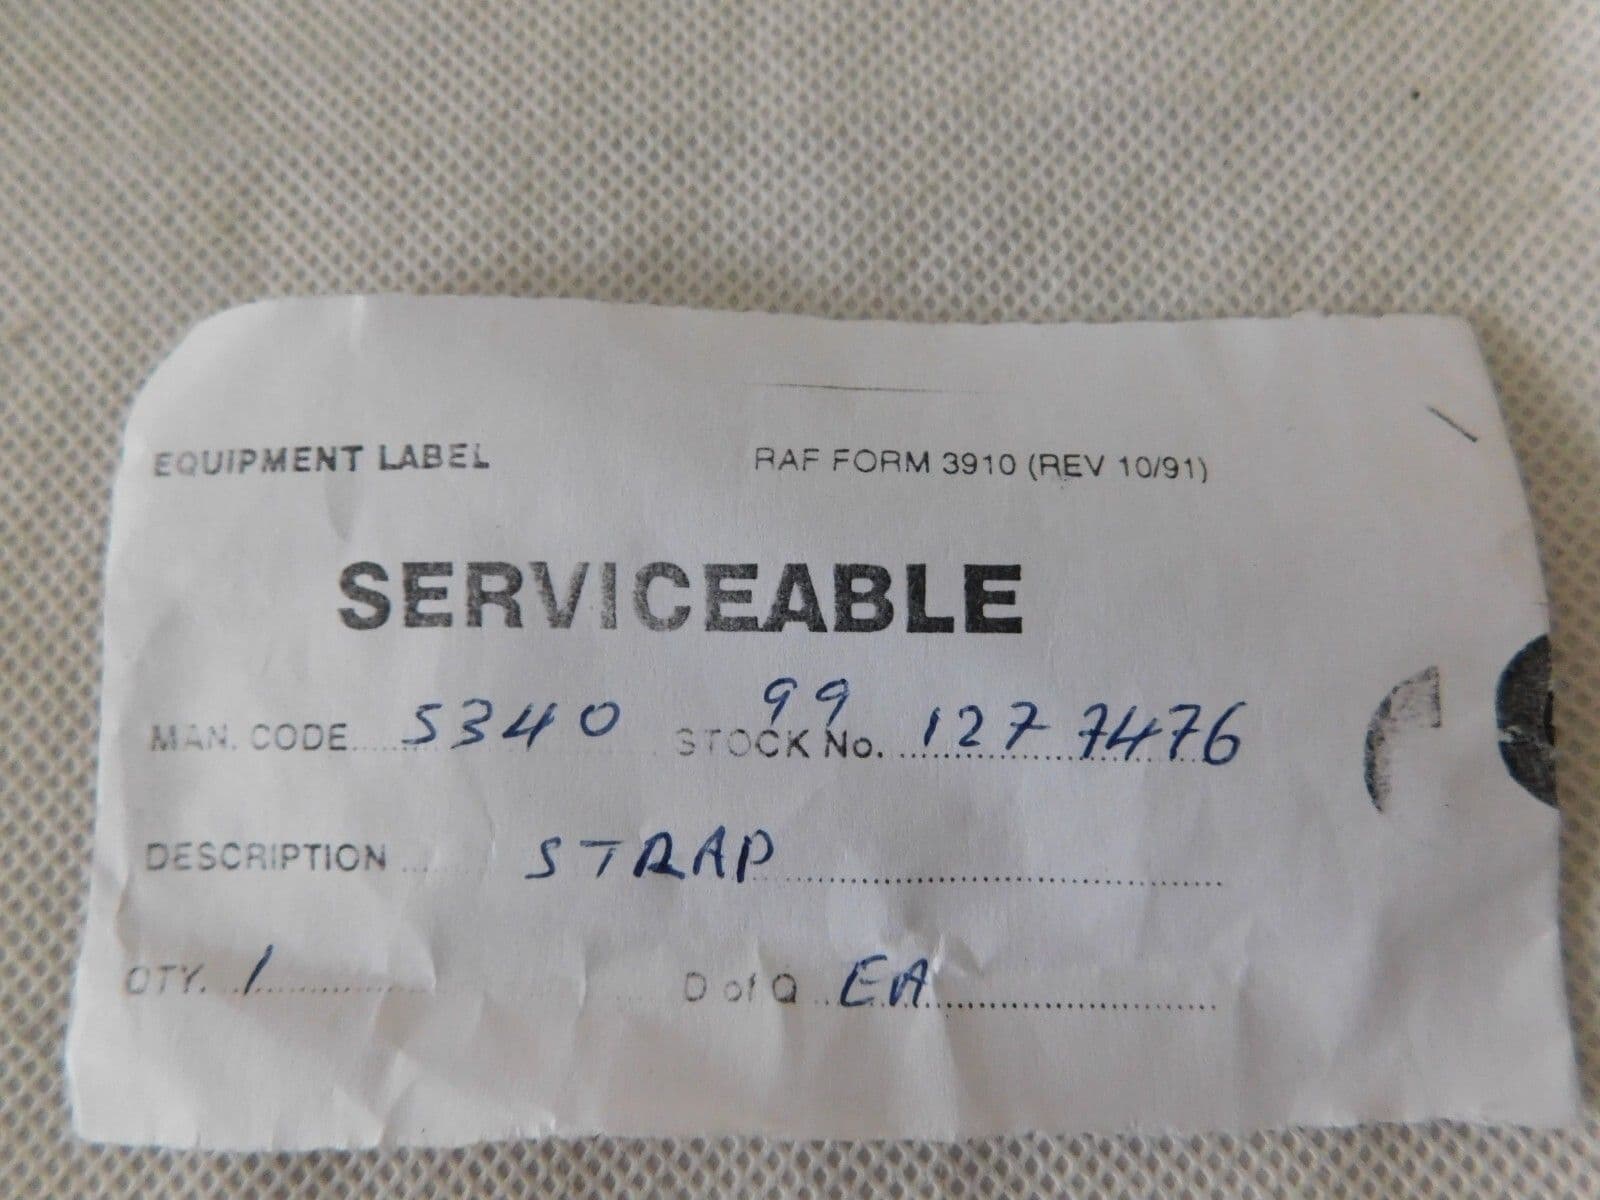 EQUIPMENT LABEL RAF FORM 3910 (REV 10/91)
SERVICEABLE
MAN. CODE 5340 99 STOCK No. 127 7476
DESCRIPTION STRAP
QTY. 1 D of Q EA